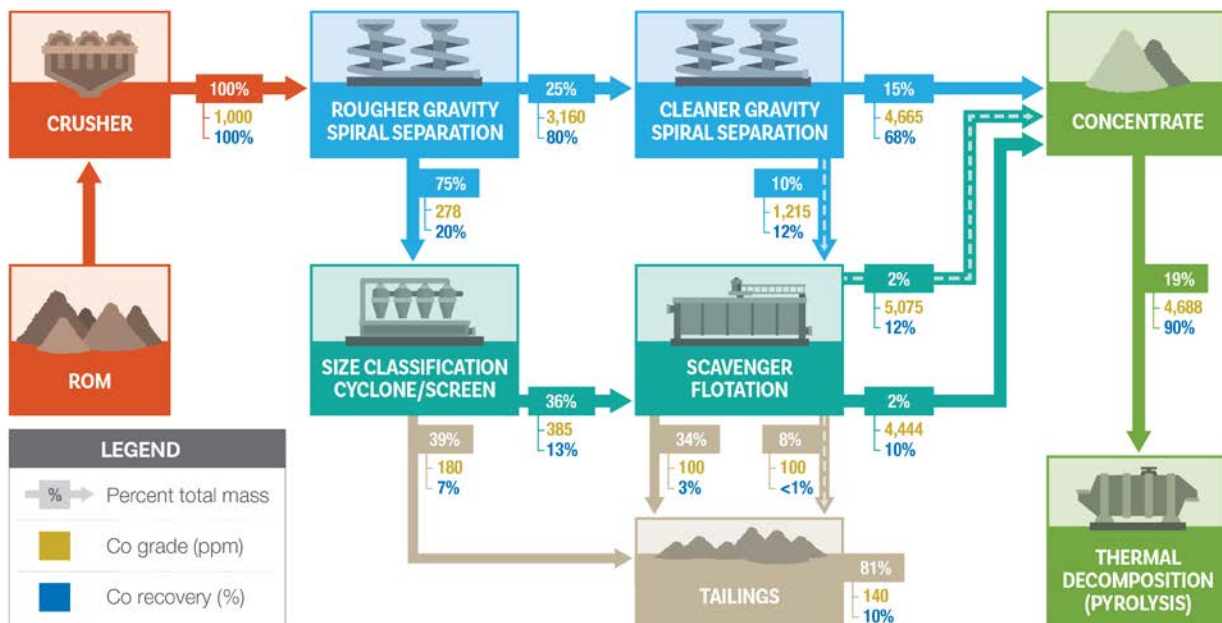 CRUSHER
100%
1,000
100%
ROUGHER GRAVITY
SPIRAL SEPARATION
25%
3,160
80%
CLEANER GRAVITY
SPIRAL SEPARATION
15%
4,665
68%
CONCENTRATE
75%
278
20%
10%
1,215
12%
ROM
SIZE CLASSIFICATION
CYCLONE/SCREEN
36%
385
13%
SCAVENGER
FLOTATION
2%
5,075
12%
2%
4,444
10%
19%
4,688
90%
39%
180
7%
34%
100
3%
8%
100
<1%
TAILINGS
81%
140
10%
THERMAL
DECOMPOSITION
(PYROLYSIS)
LEGEND
% Percent total mass
Co grade (ppm)
Co recovery (%)